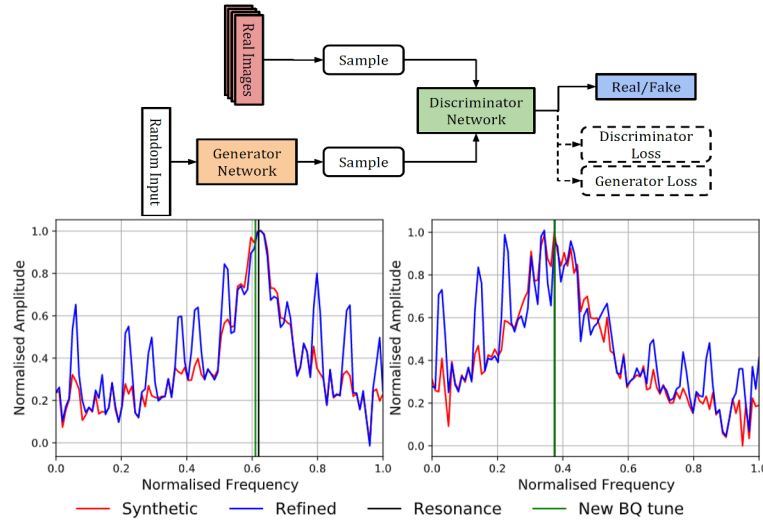 Real Images
Sample
Discriminator
Network
Real/Fake
Random Input
Generator
Network
Sample
Discriminator
Loss
Generator Loss
Normalised Amplitude
1.0
0.8
0.6
0.4
0.2
0.0
0.0 0.2 0.4 0.6 0.8 1.0
Normalised Frequency
Normalised Amplitude
1.0
0.8
0.6
0.4
0.2
0.0
0.0 0.2 0.4 0.6 0.8 1.0
Normalised Frequency
Synthetic Refined Resonance New BQ tune